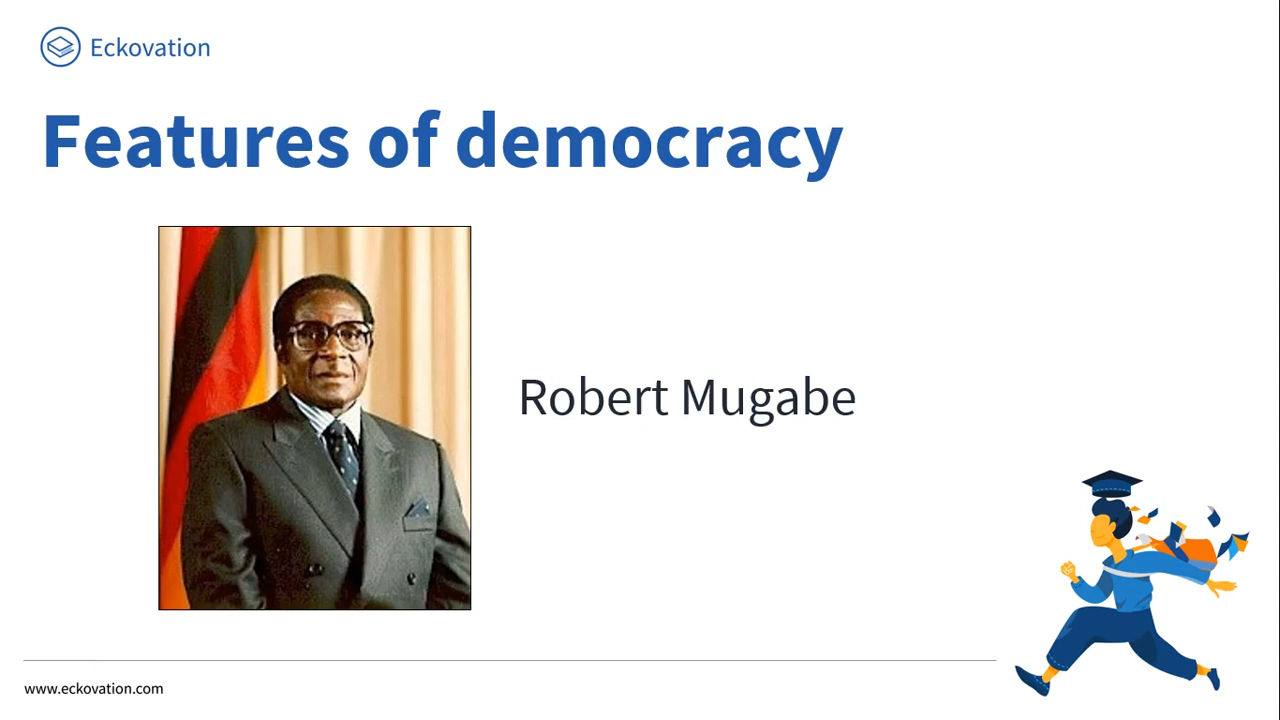 Eckovation
Features of democracy
Robert Mugabe
www.eckovation.com